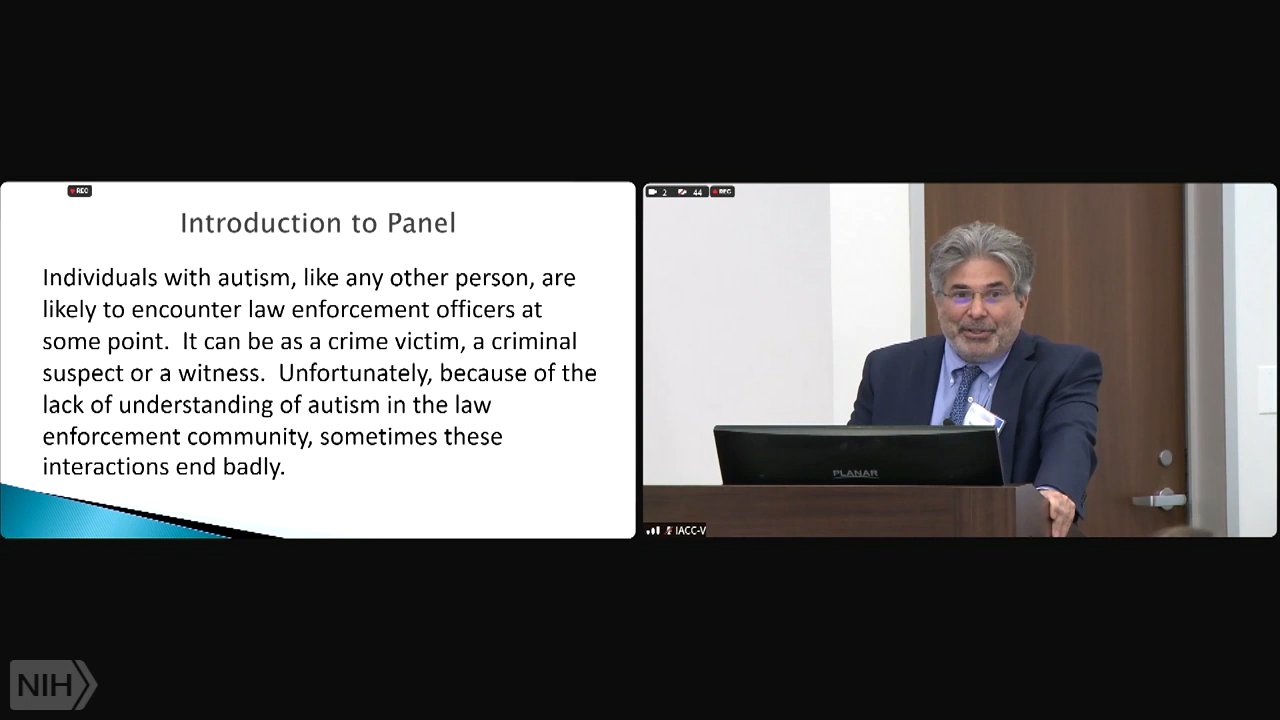 REC
Introduction to Panel
Individuals with autism, like any other person, are
likely to encounter law enforcement officers at
some point.  It can be as a crime victim, a criminal
suspect or a witness.  Unfortunately, because of the
lack of understanding of autism in the law
enforcement community, sometimes these
interactions end badly.
2 44 REC
PLANAR
IACC-V
NIH